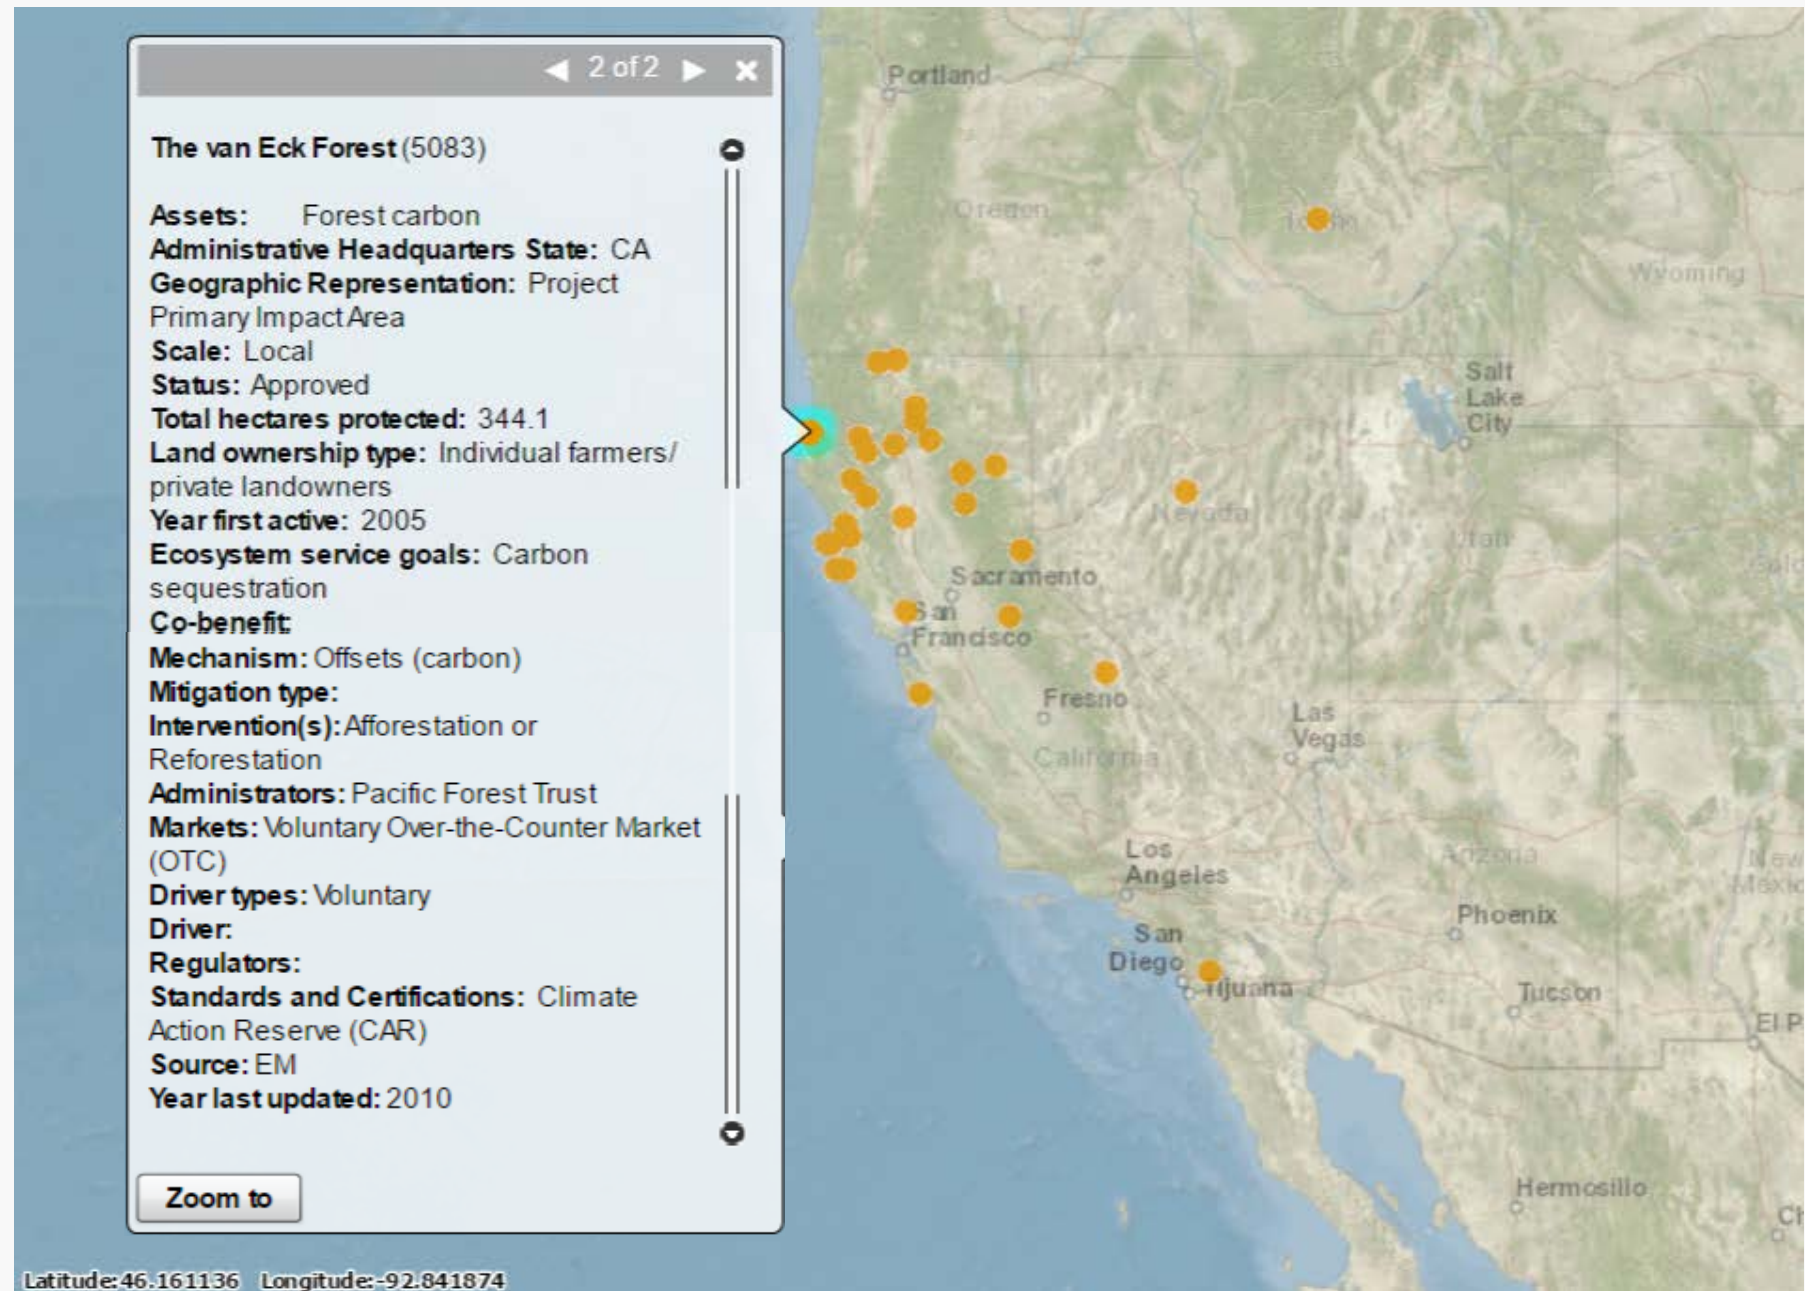 2 of 2
The van Eck Forest (5083)
Assets: Forest carbon
Administrative Headquarters State: CA
Geographic Representation: Project
Primary Impact Area
Scale: Local
Status: Approved
Total hectares protected: 344.1
Land ownership type: Individual farmers/
private landowners
Year first active: 2005
Ecosystem service goals: Carbon
sequestration
Co-benefit:
Mechanism: Offsets (carbon)
Mitigation type:
Intervention(s): Afforestation or
Reforestation
Administrators: Pacific Forest Trust
Markets: Voluntary Over-the-Counter Market
(OTC)
Driver types: Voluntary
Driver:
Regulators:
Standards and Certifications: Climate
Action Reserve (CAR)
Source: EM
Year last updated: 2010
Zoom to
Latitude:46.161136 Longitude:-92.841874
Portland
Oregon
Wyoming
Salt
Lake
City
Nevada
Utah
Sacramento
San
Francisco
Fresno
Las
Vegas
California
Los
Angeles
Arizona
Phoenix
San
Diego
Tijuana
Tucson
El P
Hermosillo
Ch